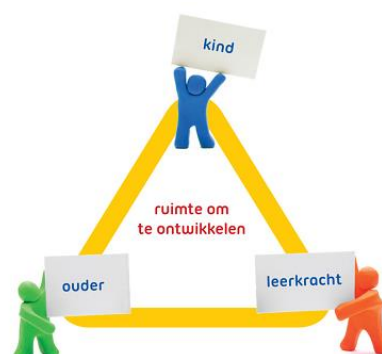 kind
ruimte om
te ontwikkelen
ouder
leerkracht